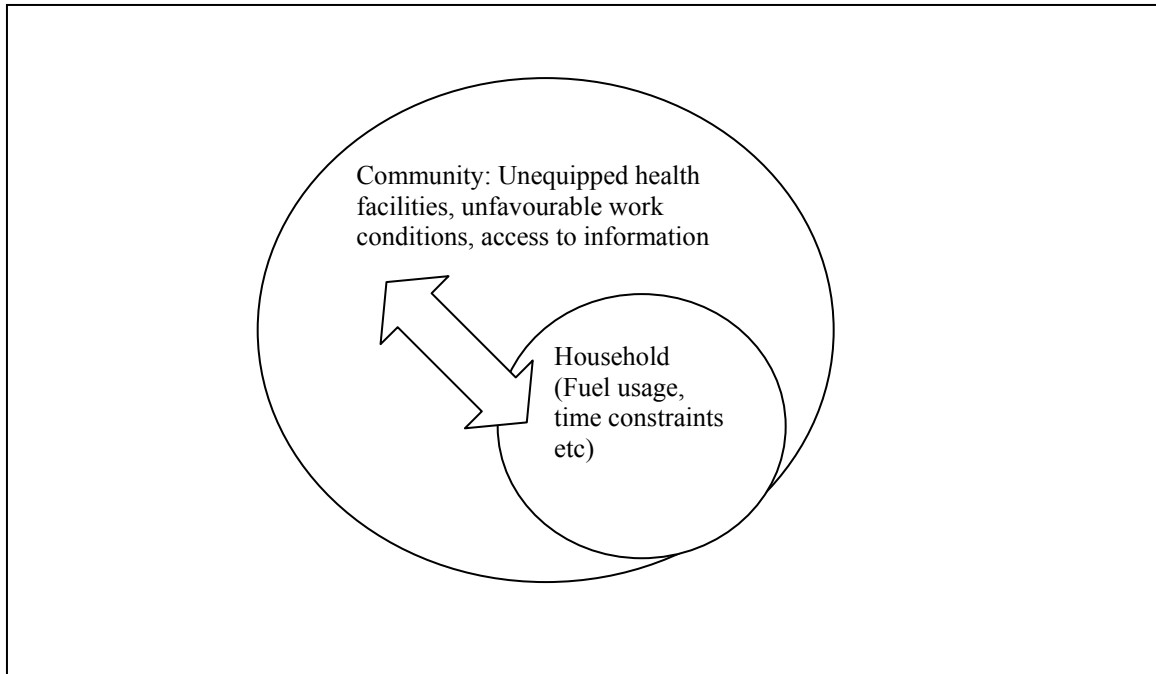 Community: Unequipped health
facilities, unfavourable work
conditions, access to information
Household
(Fuel usage,
time constraints
etc)